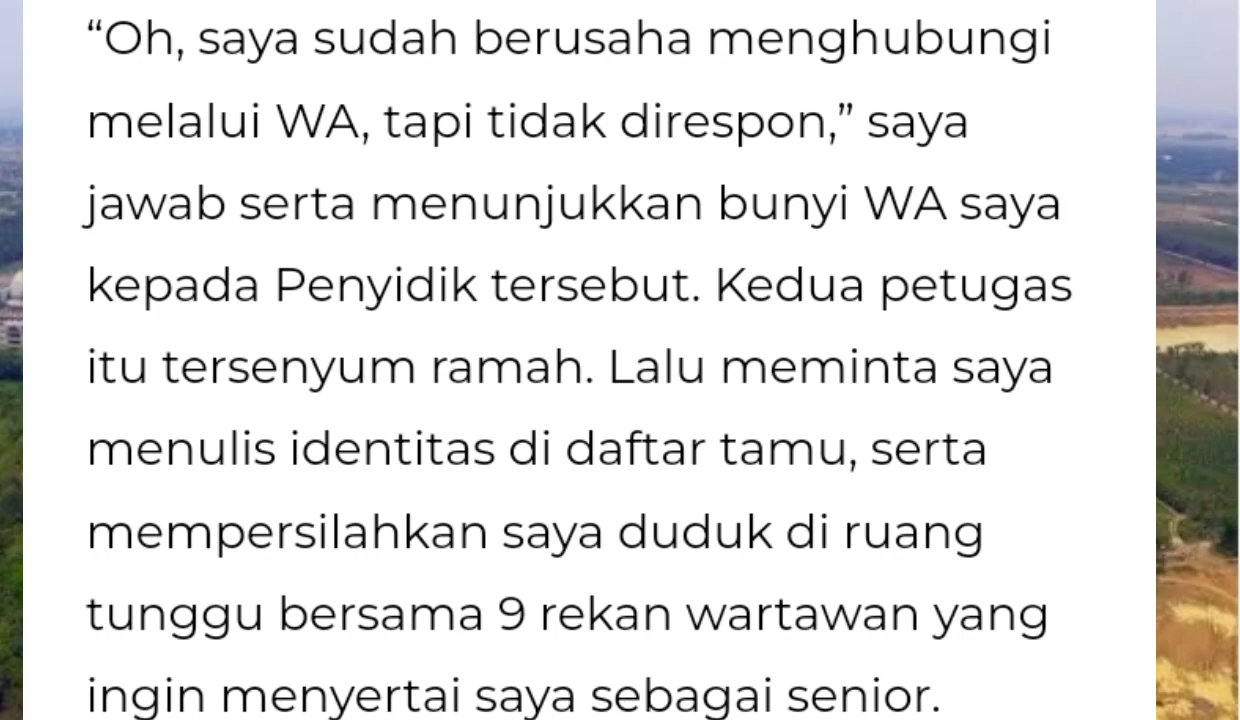 “Oh, saya sudah berusaha menghubungi
melalui WA, tapi tidak direspon,” saya
jawab serta menunjukkan bunyi WA saya
kepada Penyidik tersebut. Kedua petugas
itu tersenyum ramah. Lalu meminta saya
menulis identitas di daftar tamu, serta
mempersilahkan saya duduk di ruang
tunggu bersama 9 rekan wartawan yang
ingin menyertai saya sebagai senior.